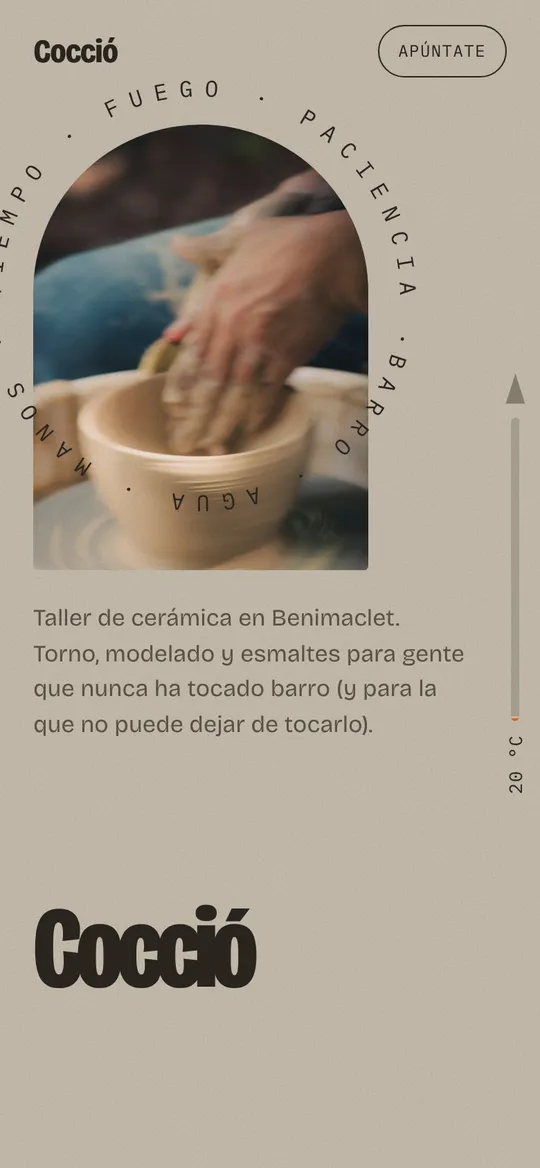 Cocció
APÚNTATE
FUEGO · PACIENCIA · BARRO · AGUA · MANOS · 
Taller de cerámica en Benimaclet.
Torno, modelado y esmaltes para gente
que nunca ha tocado barro (y para la
que no puede dejar de tocarlo).
20 °C
Cocció